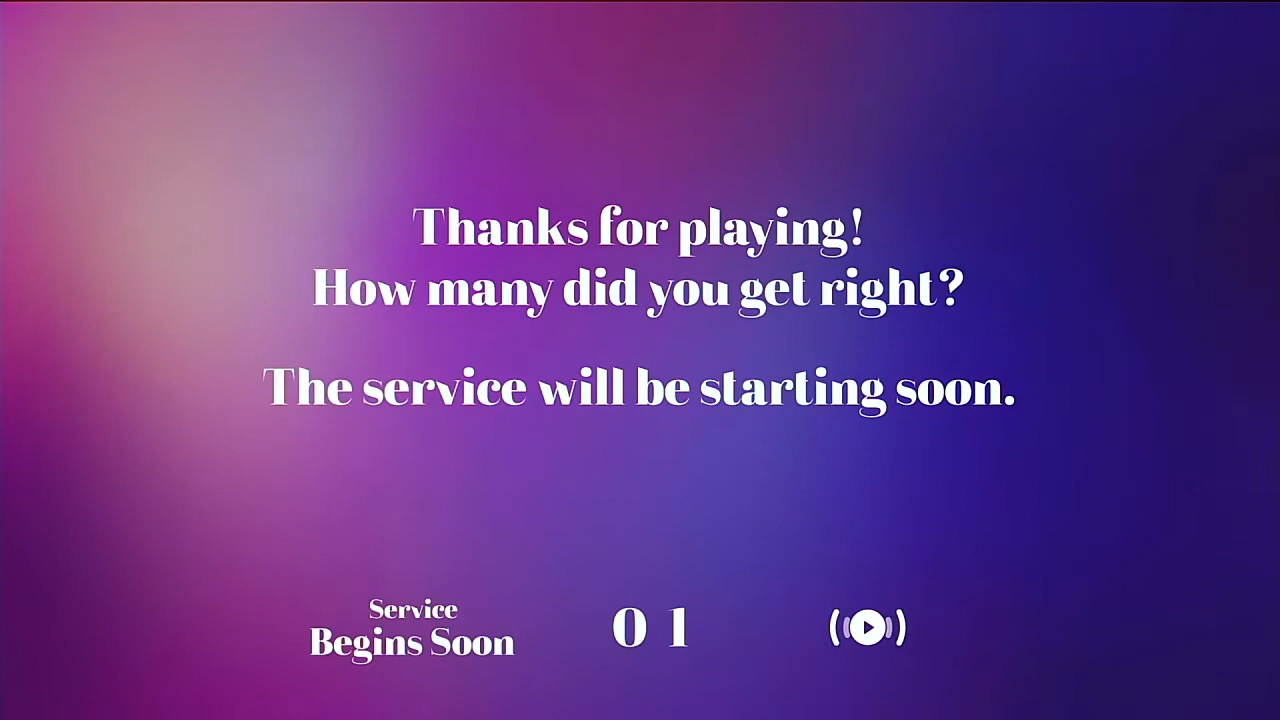 Thanks for playing!
How many did you get right?
The service will be starting soon.
Service
Begins Soon
0 1